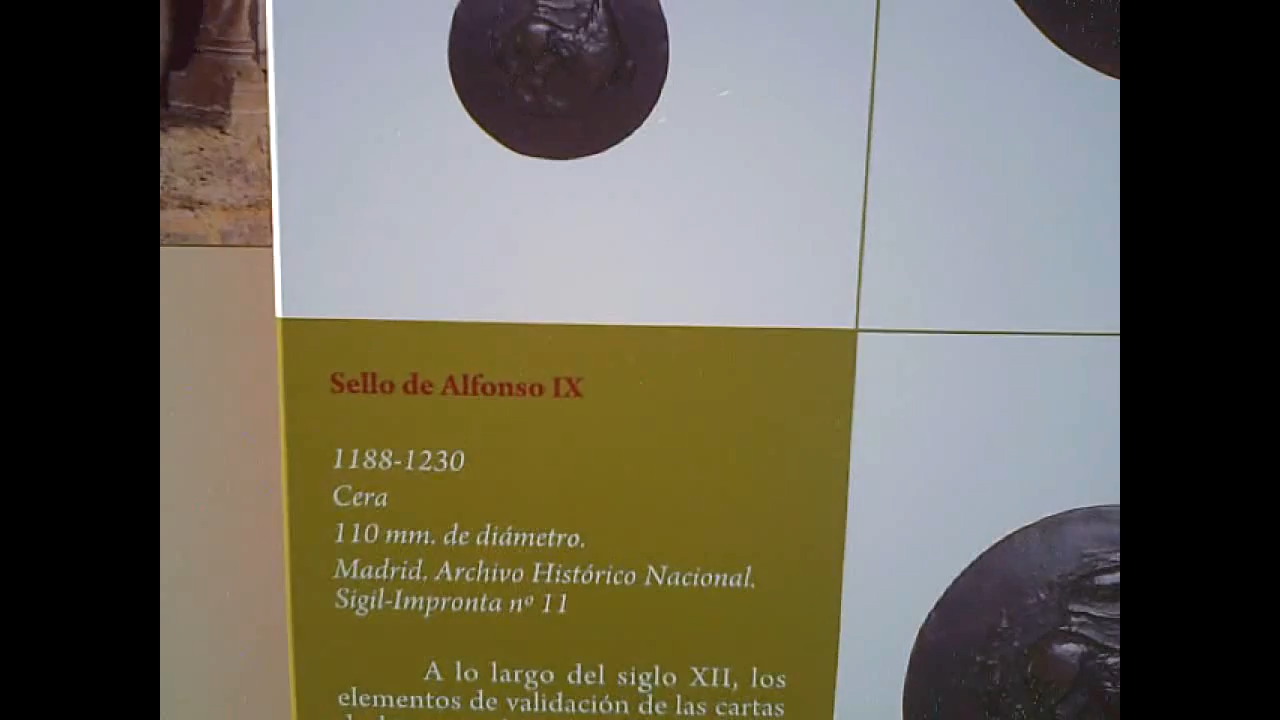 Sello de Alfonso IX
1188-1230
Cera
110 mm. de diámetro.
Madrid. Archivo Histórico Nacional.
Sigil-Impronta nº 11
A lo largo del siglo XII, los
elementos de validación de las cartas